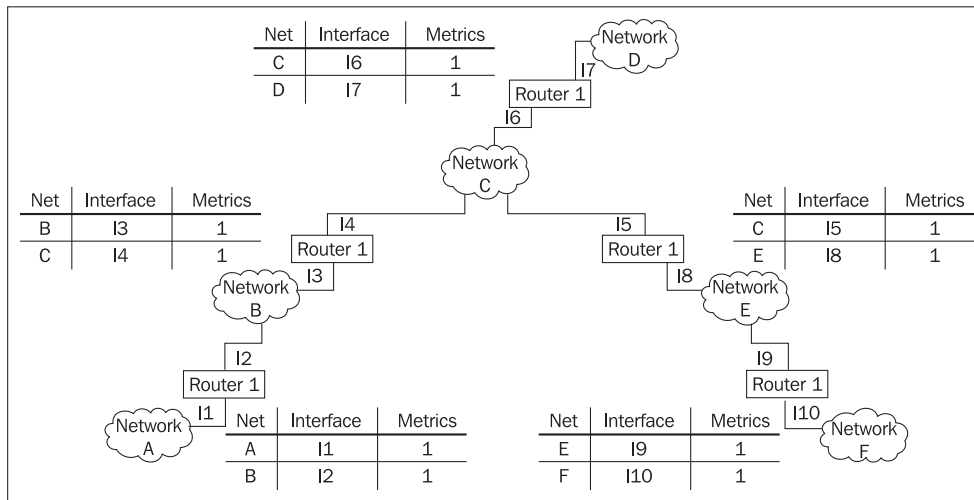 Net Interface Metrics
C I6 1
D I7 1
Network
D
I7
Router 1
I6
Network
C
Net Interface Metrics
B I3 1
C I4 1
I4
Router 1
I3
Network
B
I5
Router 1
I8
Network
E
Net Interface Metrics
C I5 1
E I8 1
I2
Router 1
I1
Network
A
Net Interface Metrics
A I1 1
B I2 1
I9
Router 1
I10
Network
F
Net Interface Metrics
E I9 1
F I10 1